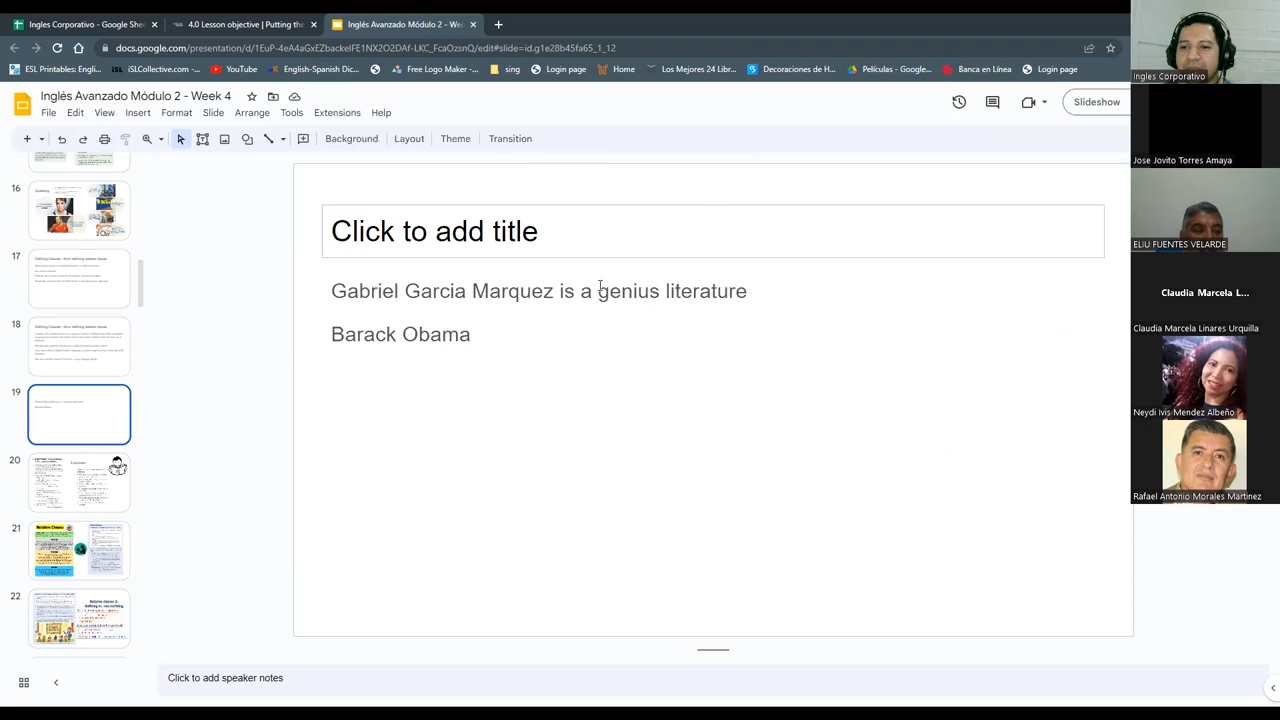 Ingles Corporativo - Google She
4.0 Lesson objective | Putting the
Inglés Avanzado Módulo 2 - We
docs.google.com/presentation/d/1EuP-4eA4aGxEZbackeIFE1NX2O2DAf-LKC_FcaOzsnQ/edit#slide=id.g1e28b45fa65_1_12
ESL Printables: Engli...
iSLCollective.com -...
YouTube
English-Spanish Dic...
Free Logo Maker
bing
Home page
Home
Los Mejores 24 Libr...
Decoraciones de H...
Películas - Google...
Banca en Línea
Login page
Inglés Avanzado Módulo 2 - Week 4
File Edit View Insert Format Slide Arrange Tools Extensions Help
Slideshow
Background Layout Theme Transition
16
Speaking
17
18
19
20
21
Relative Clauses
22
Click to add title
Gabriel Garcia Marquez is a genius literature
Barack Obama
Click to add speaker notes
Ingles Corporativo
Jose Jovito Torres Amaya
ELIU FUENTES VELARDE
Claudia Marcela L...
Claudia Marcela Linares Urquilla
Neydi Ivis Mendez Albeño
Rafael Antonio Morales Martinez